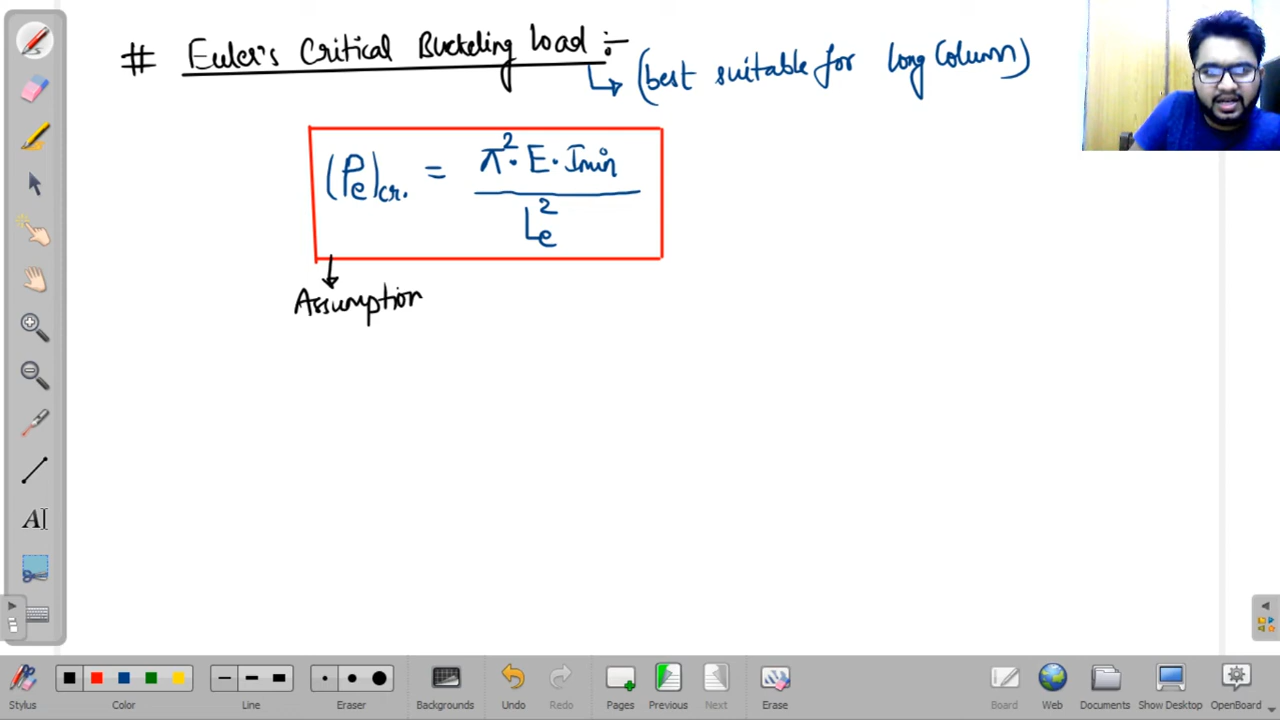 # Euler's Critical Buckeling load :-
(best suitable for long Column)
(Pe)cr. = π²· E · Imin / Le²
Assumption
AI
Stylus
Color
Line
Eraser
Backgrounds
Undo
Redo
Pages
Previous
Next
Erase
Board
Web
Documents
Show Desktop
OpenBoard